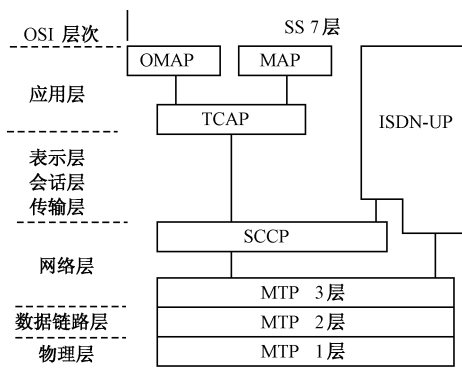 OSI 层次
SS 7层
OMAP
MAP
应用层
TCAP
ISDN-UP
表示层
会话层
传输层
SCCP
网络层
MTP 3层
数据链路层
MTP 2层
物理层
MTP 1层